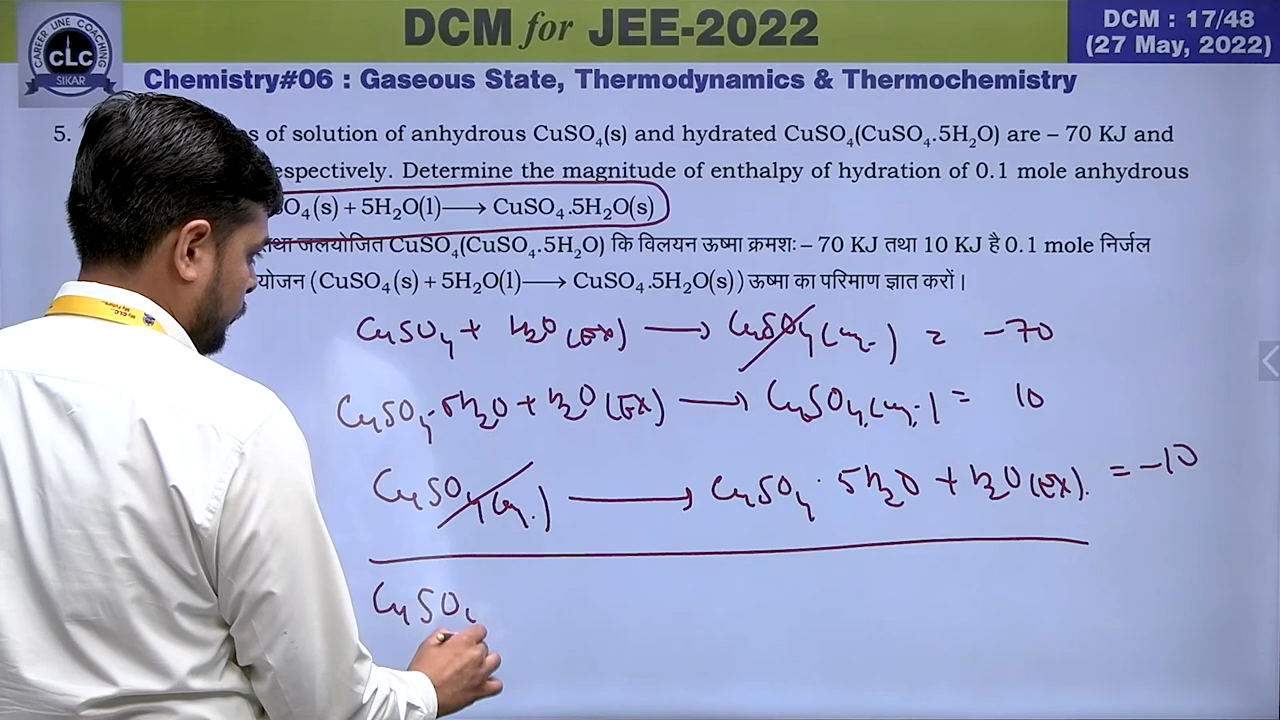 DCM for JEE-2022
DCM : 17/48
(27 May, 2022)
CAREER LINE COACHING
CLC
SIKAR
Chemistry#06 : Gaseous State, Thermodynamics & Thermochemistry
5. s of solution of anhydrous CuSO₄(s) and hydrated CuSO₄(CuSO₄.5H₂O) are – 70 KJ and
espectively. Determine the magnitude of enthalpy of hydration of 0.1 mole anhydrous
SO₄(s) + 5H₂O(l) ⟶ CuSO₄.5H₂O(s)
तथा जलयोजित CuSO₄(CuSO₄.5H₂O) कि विलयन ऊष्मा क्रमशः – 70 KJ तथा 10 KJ है 0.1 mole निर्जल
योजन (CuSO₄(s) + 5H₂O(l) ⟶ CuSO₄.5H₂O(s)) ऊष्मा का परिमाण ज्ञात करों।
CuSO₄ + H₂O (Ex) ⟶ CuSO₄ (aq.) = -70
CuSO₄·5H₂O + H₂O (Ex) ⟶ CuSO₄ (aq.) = 10
CuSO₄ (aq.) ⟶ CuSO₄·5H₂O + H₂O (Ex). = -10
CuSO₄